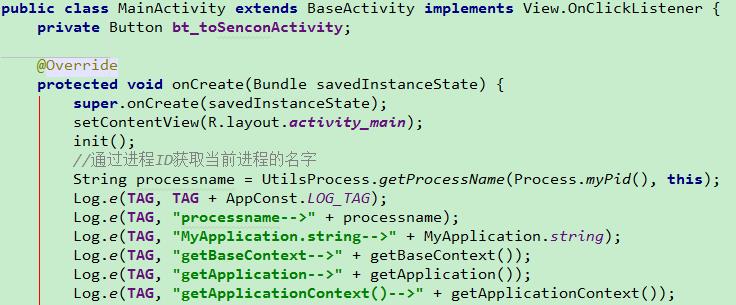 public class MainActivity extends BaseActivity implements View.OnClickListener {
    private Button bt_toSenconActivity;
    @Override
    protected void onCreate(Bundle savedInstanceState) {
        super.onCreate(savedInstanceState);
        setContentView(R.layout.activity_main);
        init();
        //通过进程ID获取当前进程的名字
        String processname = UtilsProcess.getProcessName(Process.myPid(), this);
        Log.e(TAG, TAG + AppConst.LOG_TAG);
        Log.e(TAG, "processname-->" + processname);
        Log.e(TAG, "MyApplication.string-->" + MyApplication.string);
        Log.e(TAG, "getBaseContext-->" + getBaseContext());
        Log.e(TAG, "getApplication-->" + getApplication());
        Log.e(TAG, "getApplicationContext()-->" + getApplicationContext());